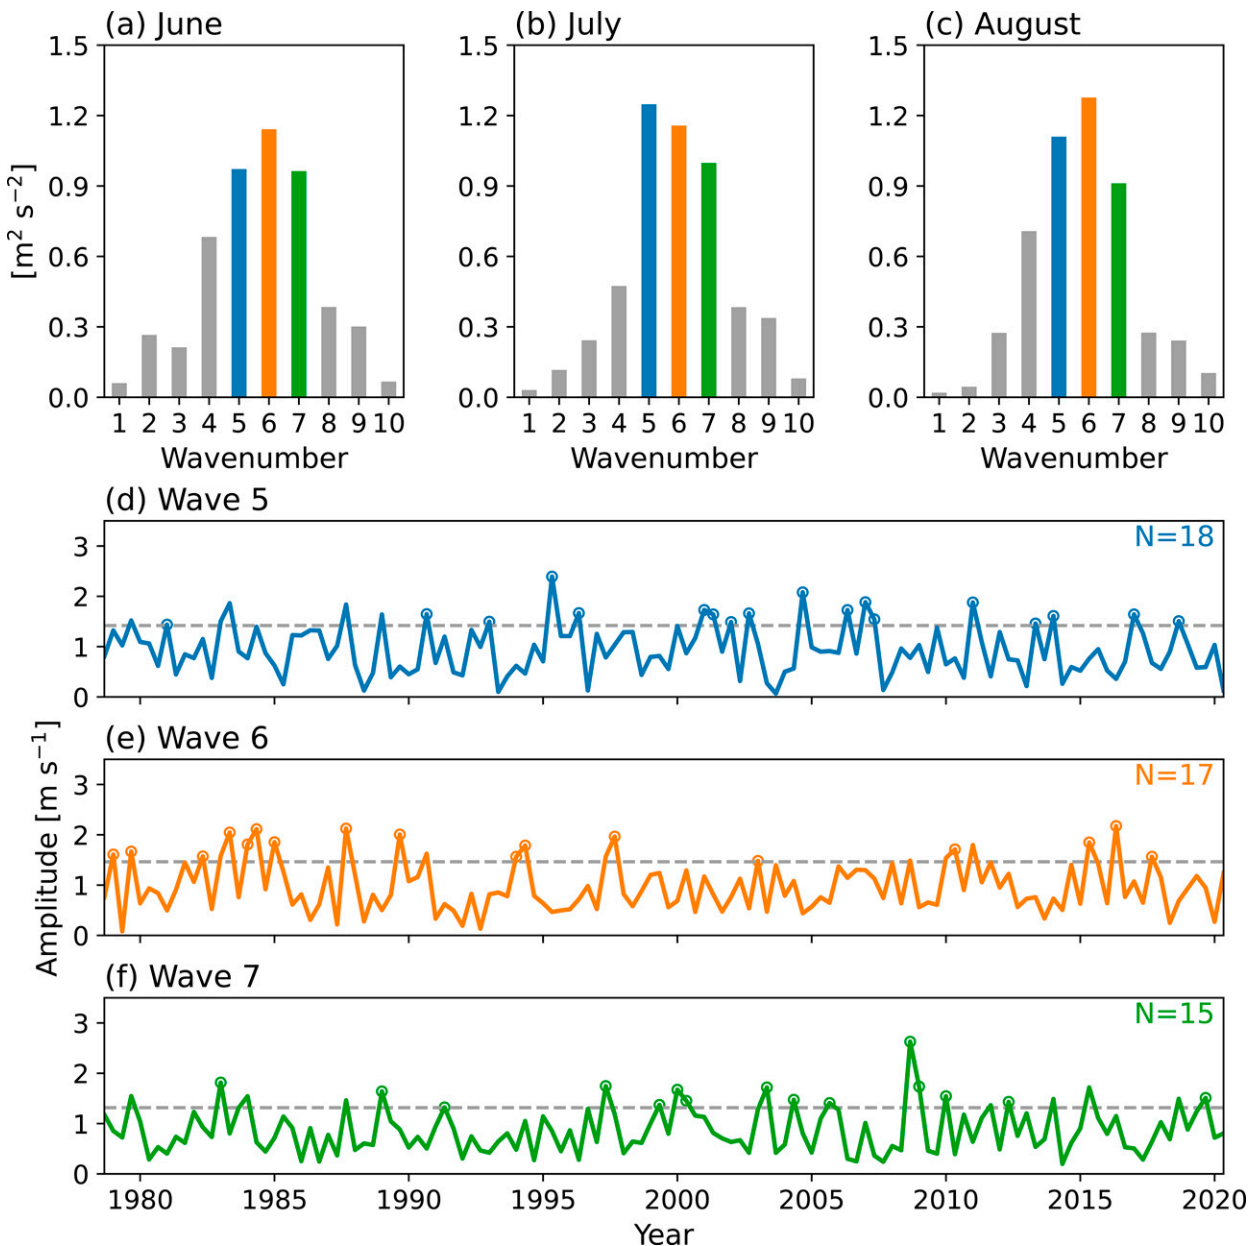 (a) June
(b) July
(c) August
1.5
1.2
0.9
0.6
0.3
0.0
1.5
1.2
0.9
0.6
0.3
0.0
1.5
1.2
0.9
0.6
0.3
0.0
[m² s⁻²]
1 2 3 4 5 6 7 8 9 10
1 2 3 4 5 6 7 8 9 10
1 2 3 4 5 6 7 8 9 10
Wavenumber
Wavenumber
Wavenumber
(d) Wave 5
N=18
3
2
1
0
(e) Wave 6
N=17
3
2
1
0
Amplitude [m s⁻¹]
(f) Wave 7
N=15
3
2
1
0
1980 1985 1990 1995 2000 2005 2010 2015 2020
Year